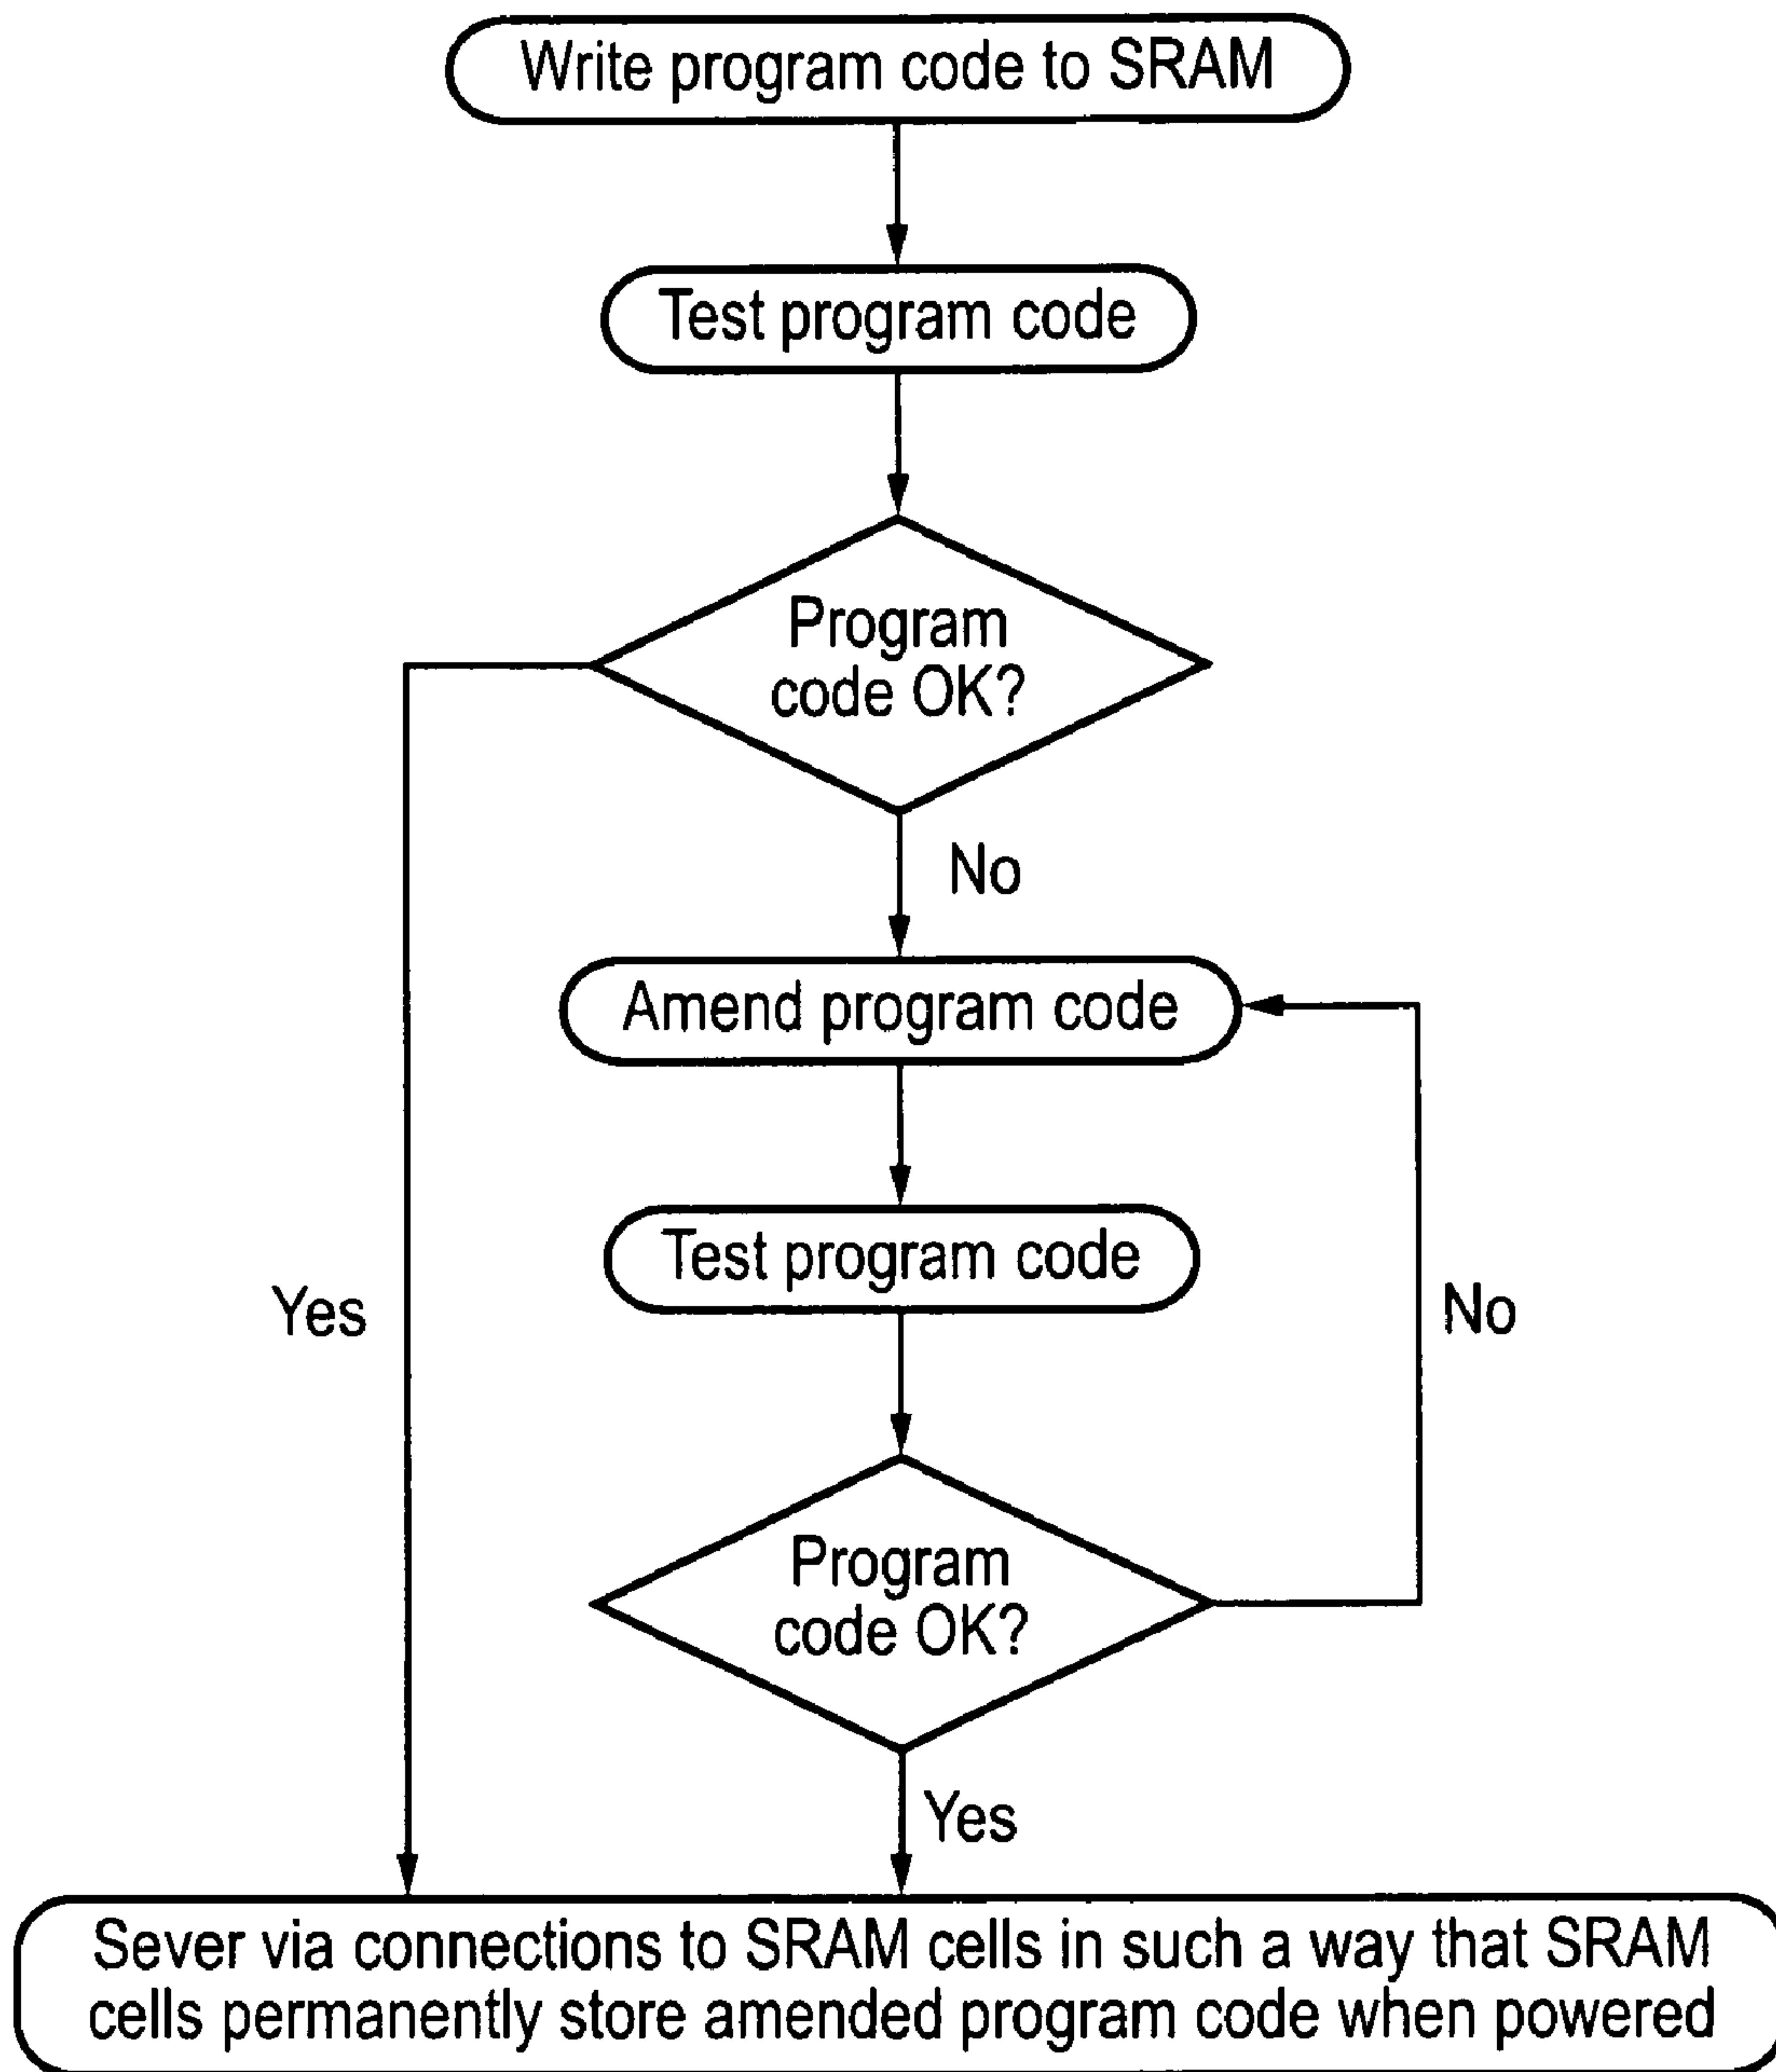 Write program code to SRAM
Test program code
Program
code OK?
No
Amend program code
Test program code
Yes
No
Program
code OK?
Yes
Sever via connections to SRAM cells in such a way that SRAM
cells permanently store amended program code when powered